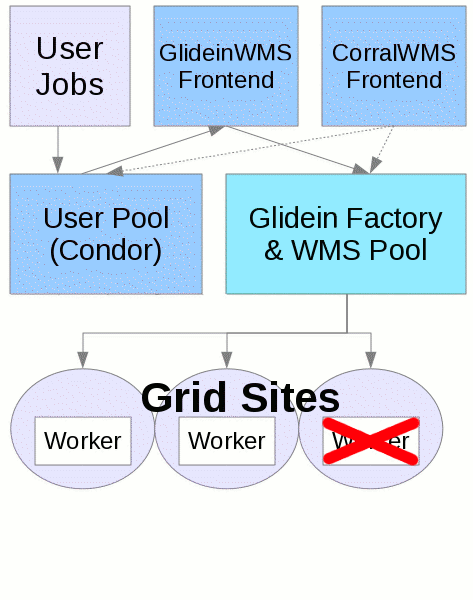 User
Jobs
GlideinWMS
Frontend
CorralWMS
Frontend
User Pool
(Condor)
Glidein Factory
& WMS Pool
Grid Sites
Worker
Worker
Worker